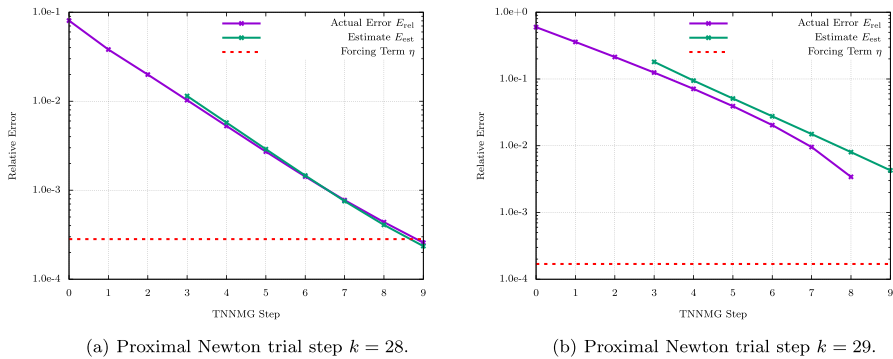 1.0e-1
1.0e-2
1.0e-3
1.0e-4
Relative Error
Actual Error E_rel
Estimate E_est
Forcing Term η
0 1 2 3 4 5 6 7 8 9
TNNMG Step
(a) Proximal Newton trial step k = 28.
1.0e+0
1.0e-1
1.0e-2
1.0e-3
1.0e-4
Relative Error
Actual Error E_rel
Estimate E_est
Forcing Term η
0 1 2 3 4 5 6 7 8 9
TNNMG Step
(b) Proximal Newton trial step k = 29.